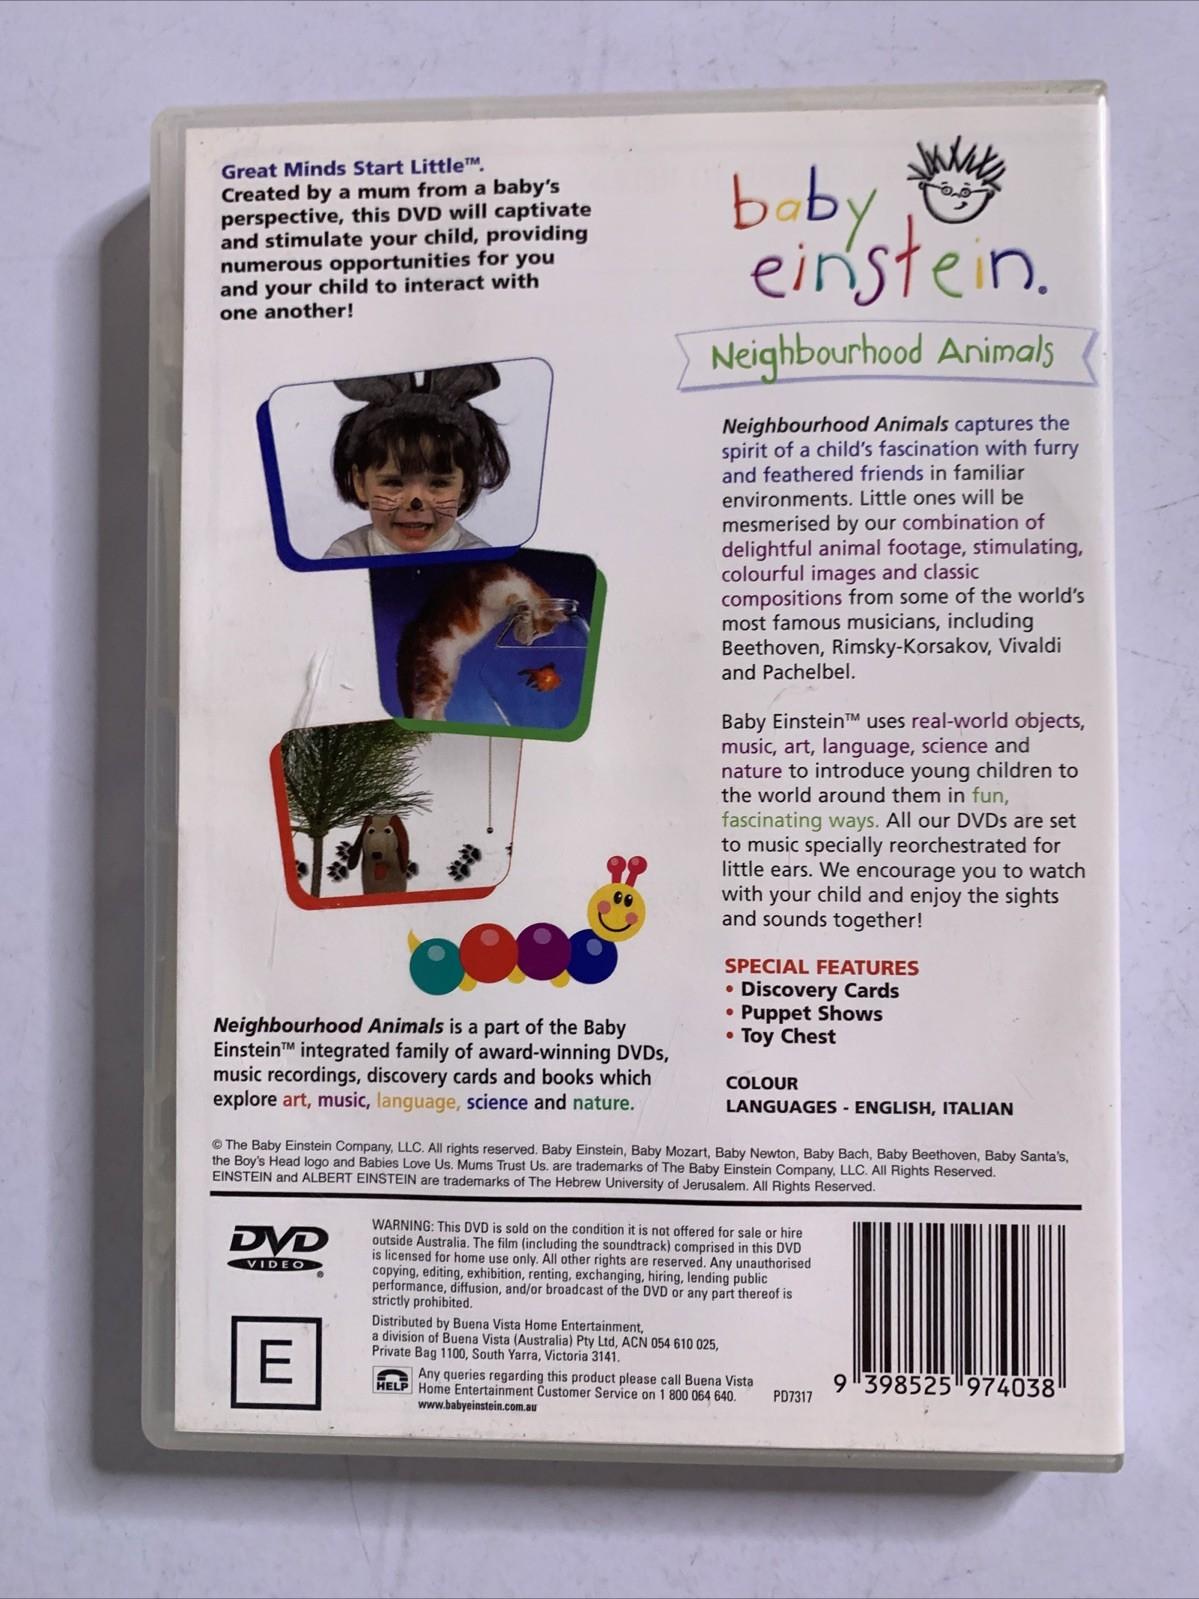 Great Minds Start Little™.
Created by a mum from a baby's
perspective, this DVD will captivate
and stimulate your child, providing
numerous opportunities for you
and your child to interact with
one another!
baby
einstein.
Neighbourhood Animals
Neighbourhood Animals captures the
spirit of a child's fascination with furry
and feathered friends in familiar
environments. Little ones will be
mesmerised by our combination of
delightful animal footage, stimulating,
colourful images and classic
compositions from some of the world's
most famous musicians, including
Beethoven, Rimsky-Korsakov, Vivaldi
and Pachelbel.
Baby Einstein™ uses real-world objects,
music, art, language, science and
nature to introduce young children to
the world around them in fun,
fascinating ways. All our DVDs are set
to music specially reorchestrated for
little ears. We encourage you to watch
with your child and enjoy the sights
and sounds together!
SPECIAL FEATURES
• Discovery Cards
• Puppet Shows
• Toy Chest
COLOUR
LANGUAGES - ENGLISH, ITALIAN
Neighbourhood Animals is a part of the Baby
Einstein™ integrated family of award-winning DVDs,
music recordings, discovery cards and books which
explore art, music, language, science and nature.
© The Baby Einstein Company, LLC. All rights reserved. Baby Einstein, Baby Mozart, Baby Newton, Baby Bach, Baby Beethoven, Baby Santa's,
the Boy's Head logo and Babies Love Us. Mums Trust Us. are trademarks of The Baby Einstein Company, LLC. All Rights Reserved.
EINSTEIN and ALBERT EINSTEIN are trademarks of The Hebrew University of Jerusalem. All Rights Reserved.
DVD
VIDEO
®
E
WARNING: This DVD is sold on the condition it is not offered for sale or hire
outside Australia. The film (including the soundtrack) comprised in this DVD
is licensed for home use only. All other rights are reserved. Any unauthorised
copying, editing, exhibition, renting, exchanging, hiring, lending public
performance, diffusion, and/or broadcast of the DVD or any part thereof is
strictly prohibited.
Distributed by Buena Vista Home Entertainment,
a division of Buena Vista (Australia) Pty Ltd, ACN 054 610 025,
Private Bag 1100, South Yarra, Victoria 3141.
HELP
Any queries regarding this product please call Buena Vista
Home Entertainment Customer Service on 1 800 064 640.
www.babyeinstein.com.au
PD7317
9 398525 974038